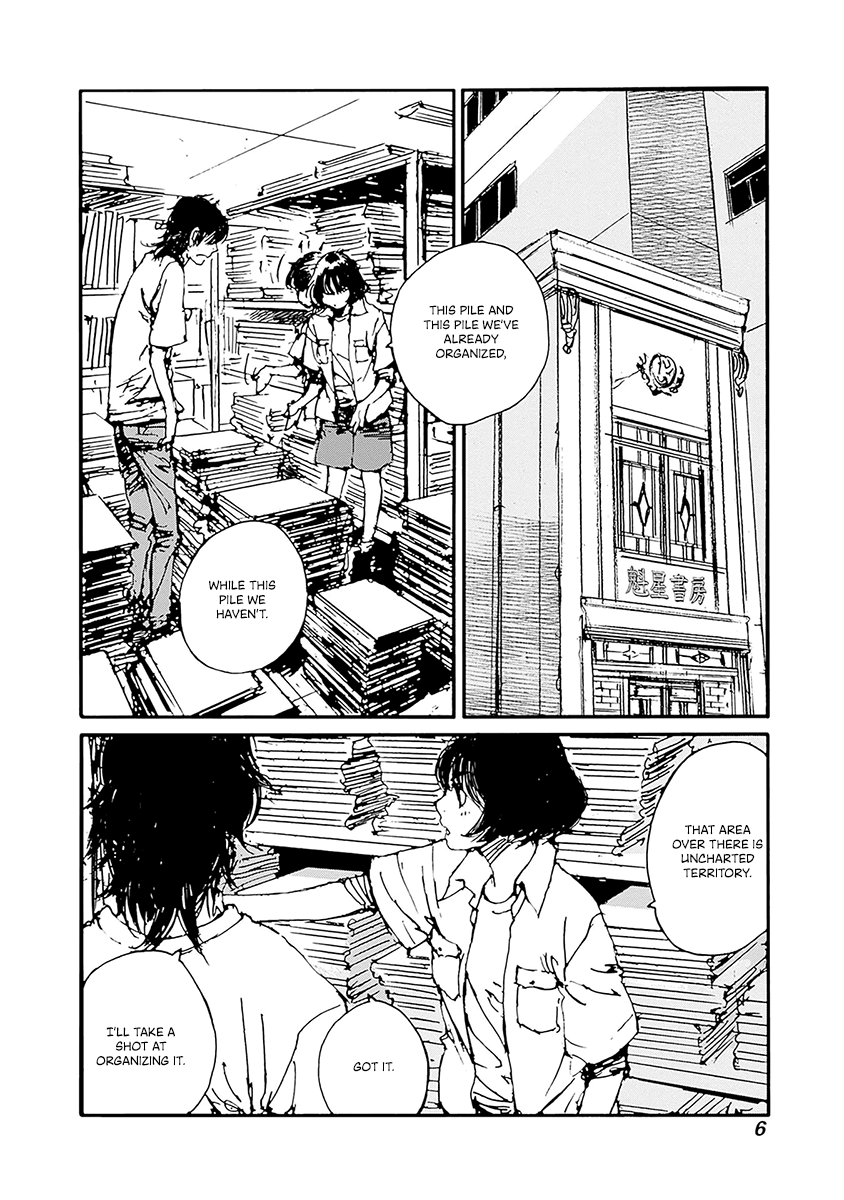 THIS PILE AND
THIS PILE WE'VE
ALREADY
ORGANIZED,
魁星書房
WHILE THIS
PILE WE
HAVEN'T.
THAT AREA
OVER THERE IS
UNCHARTED
TERRITORY.
GOT IT.
I'LL TAKE A
SHOT AT
ORGANIZING IT.
6